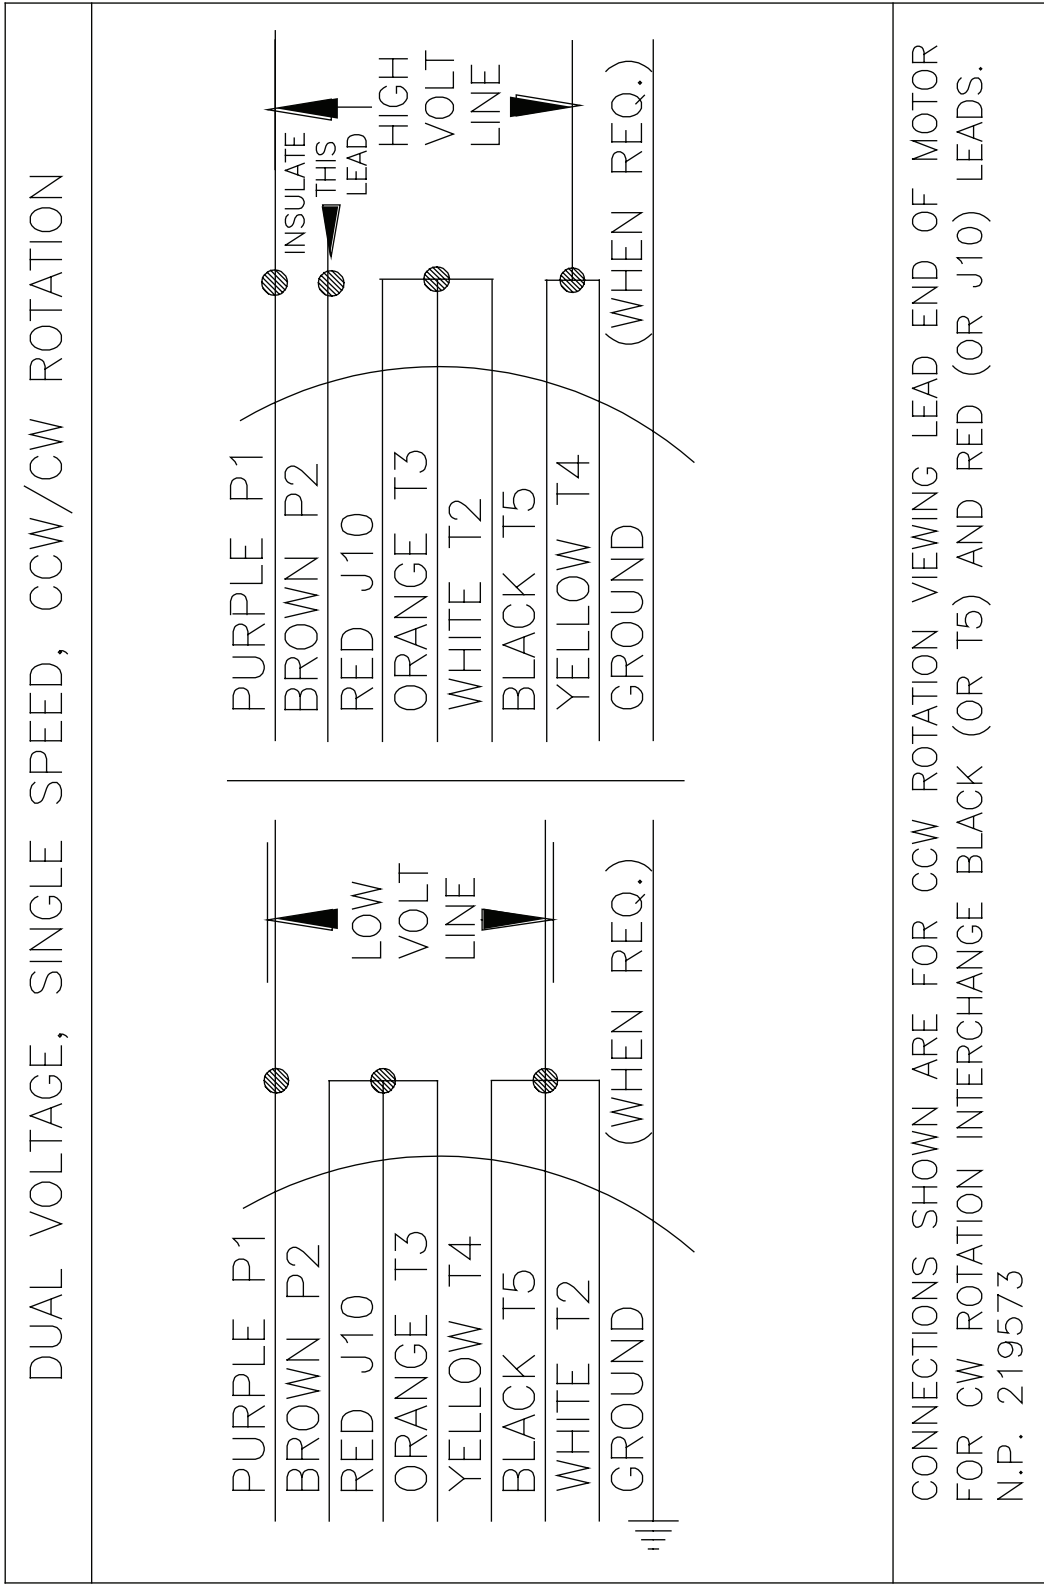 DUAL VOLTAGE, SINGLE SPEED, CCW/CW ROTATION
PURPLE P1
BROWN P2
RED J10
ORANGE T3
YELLOW T4
BLACK T5
WHITE T2
GROUND
(WHEN REQ.)
LOW
VOLT
LINE
PURPLE P1
BROWN P2
RED J10
ORANGE T3
WHITE T2
BLACK T5
YELLOW T4
GROUND
(WHEN REQ.)
INSULATE
THIS
LEAD
HIGH
VOLT
LINE
CONNECTIONS SHOWN ARE FOR CCW ROTATION VIEWING LEAD END OF MOTOR
FOR CW ROTATION INTERCHANGE BLACK (OR T5) AND RED (OR J10) LEADS.
N.P. 219573